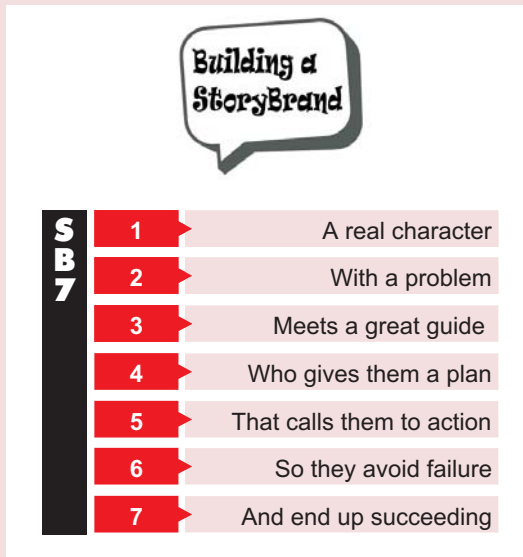 Building a
StoryBrand
SB7
1 A real character
2 With a problem
3 Meets a great guide
4 Who gives them a plan
5 That calls them to action
6 So they avoid failure
7 And end up succeeding